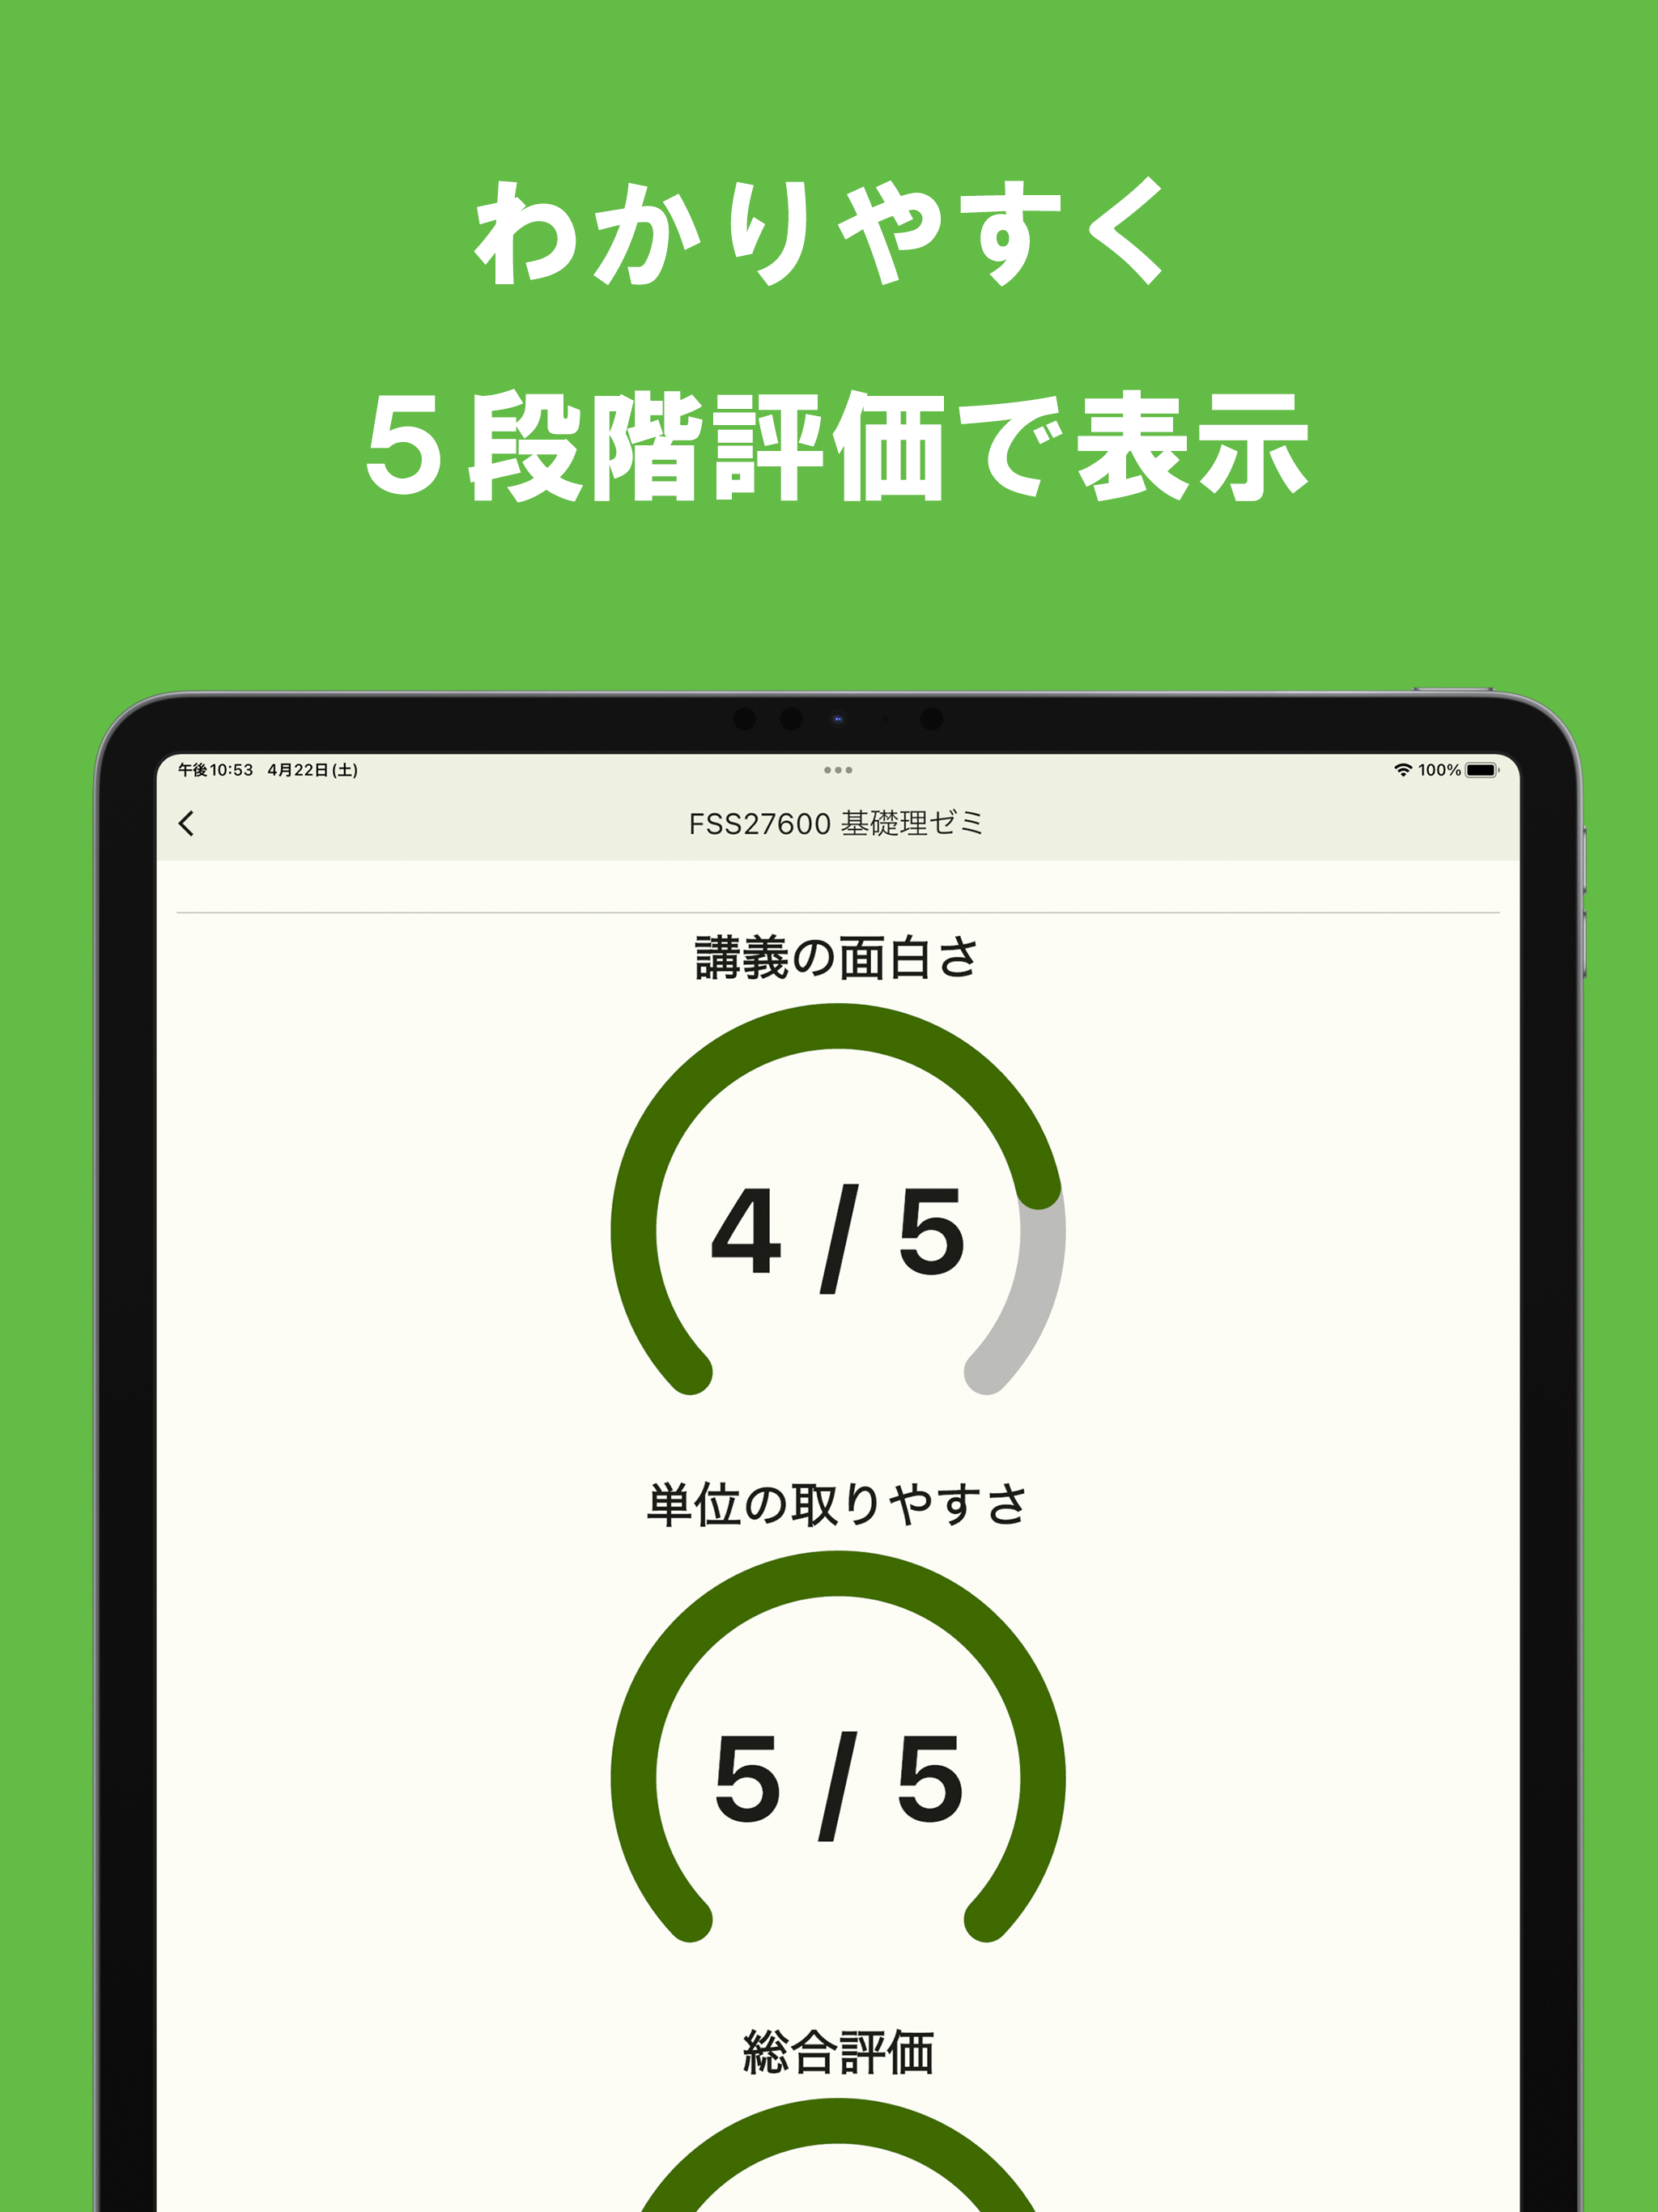 わかりやすく
５段階評価で表示
午後10:53 4月22日(土)
100%
FSS27600 基礎理ゼミ
講義の面白さ
4 / 5
単位の取りやすさ
5 / 5
総合評価